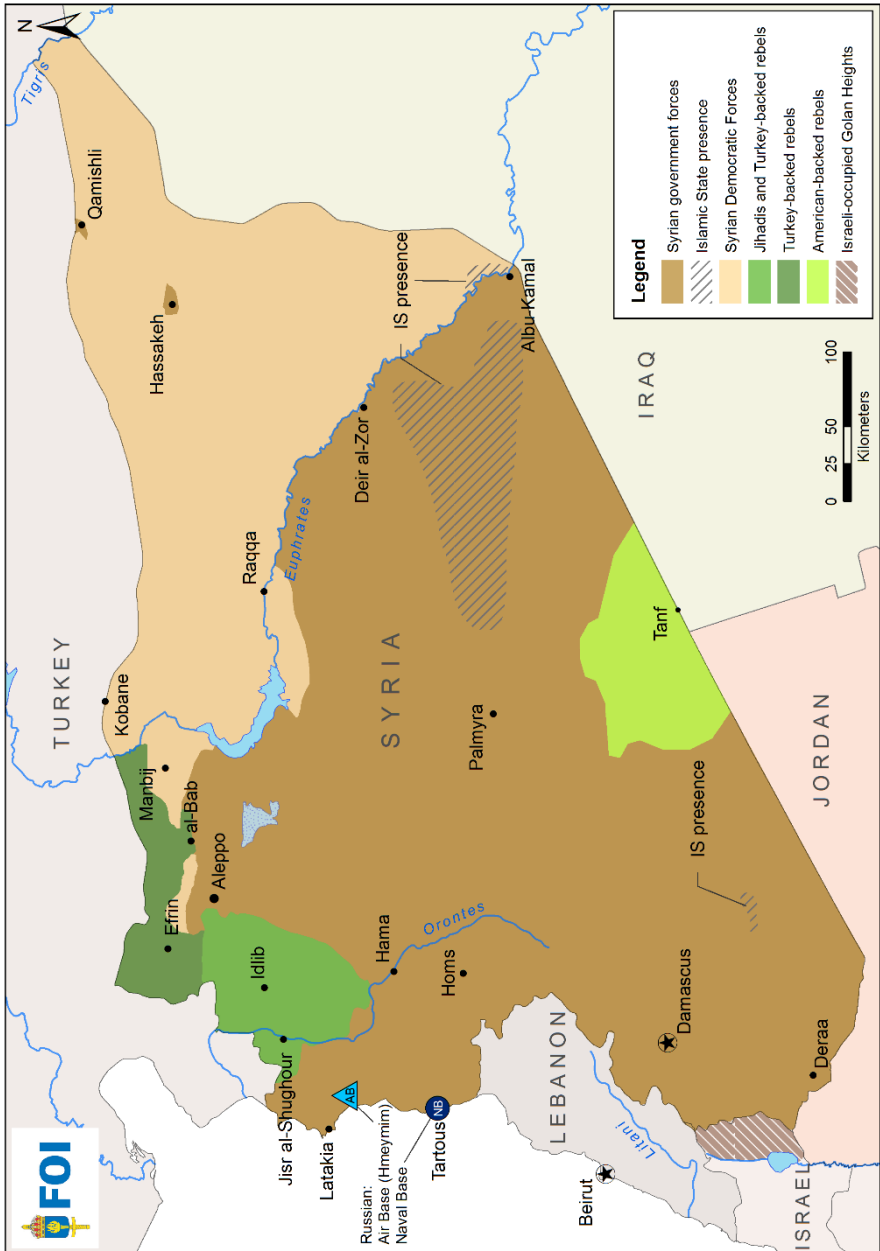 FOI
N
Tigris
TURKEY
Qamishli
Kobane
Hassakeh
Manbij
Efrin
al-Bab
Aleppo
Raqqa
Idlib
Jisr al-Shughour
Euphrates
IS presence
Latakia
AB
Deir al-Zor
Russian:
Air Base (Hmeymim)
Naval Base
Hama
SYRIA
Tartous
NB
Orontes
Homs
Palmyra
Albu-Kamal
LEBANON
Beirut
Litani
Damascus
IS presence
Tanf
IRAQ
ISRAEL
Deraa
JORDAN
0 25 50 100
Kilometers
Legend
Syrian government forces
Islamic State presence
Syrian Democratic Forces
Jihadis and Turkey-backed rebels
Turkey-backed rebels
American-backed rebels
Israeli-occupied Golan Heights